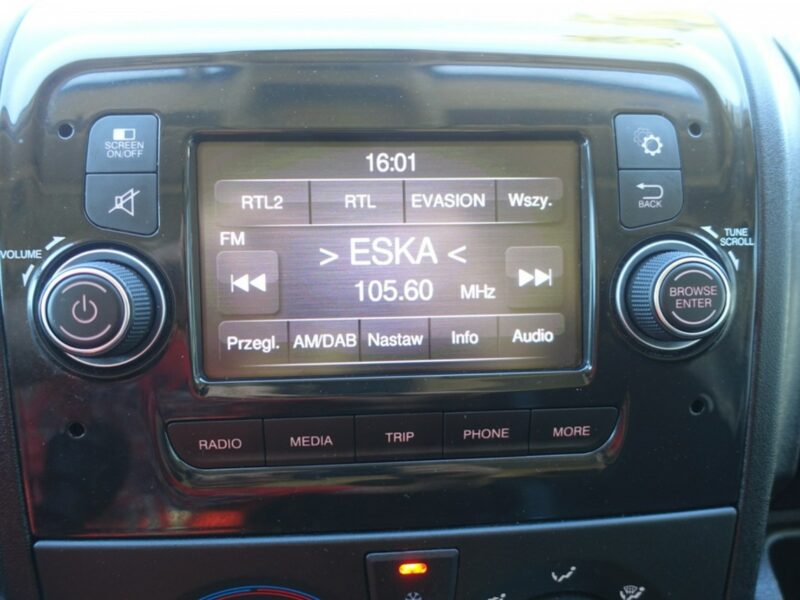 SCREEN
ON/OFF
16:01
RTL2 RTL EVASION Wszy.
BACK
VOLUME
TUNE
SCROLL
FM
> ESKA <
105.60 MHz
BROWSE
ENTER
Przegl. AM/DAB Nastaw Info Audio
RADIO MEDIA TRIP PHONE MORE